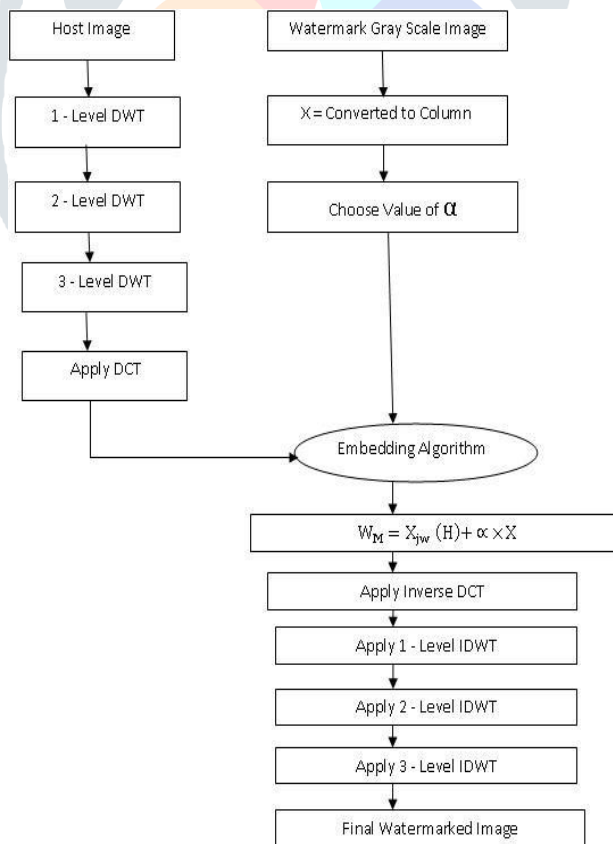 Host Image
Watermark Gray Scale Image
1 - Level DWT
X = Converted to Column
2 - Level DWT
Choose Value of α
3 - Level DWT
Apply DCT
Embedding Algorithm
W_M = X_jw (H)+ ∝ × X
Apply Inverse DCT
Apply 1 - Level IDWT
Apply 2 - Level IDWT
Apply 3 - Level IDWT
Final Watermarked Image